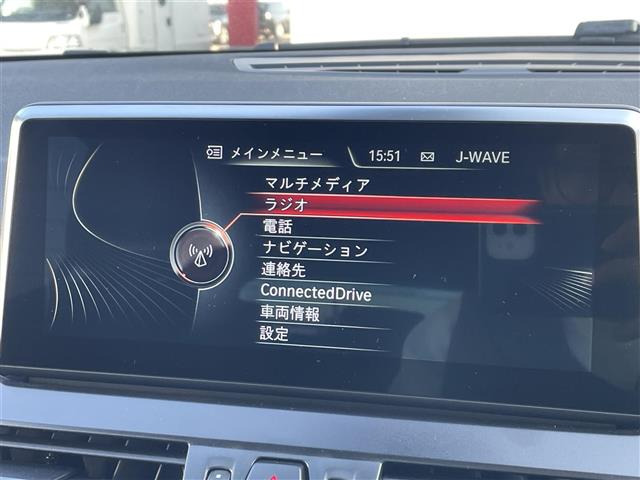 メインメニュー 15:51 J-WAVE
マルチメディア
ラジオ
電話
ナビゲーション
連絡先
ConnectedDrive
車両情報
設定